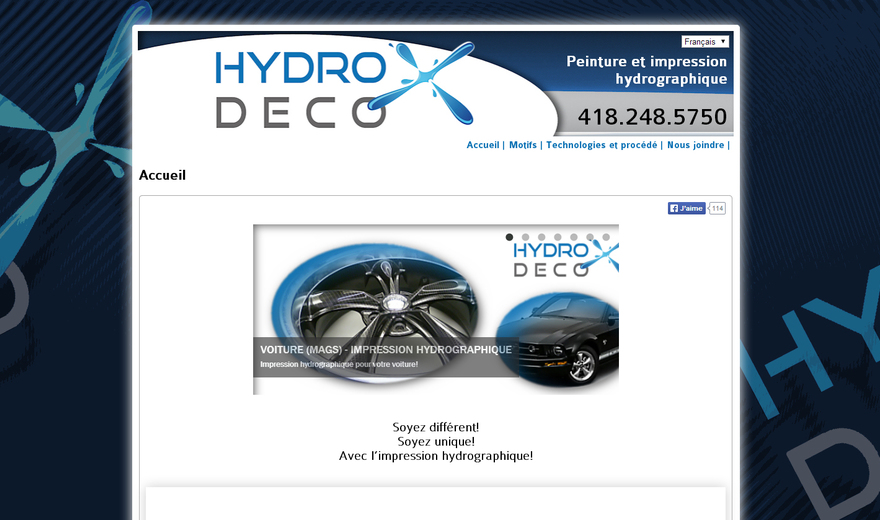 HYDRO
DECO
Français
Peinture et impression
hydrographique
418.248.5750
Accueil | Motifs | Technologies et procédé | Nous joindre |
Accueil
J'aime 114
HYDRO
DECO
VOITURE (MAGS) - IMPRESSION HYDROGRAPHIQUE
Impression hydrographique pour votre voiture!
Soyez différent!
Soyez unique!
Avec l'impression hydrographique!
HY
D